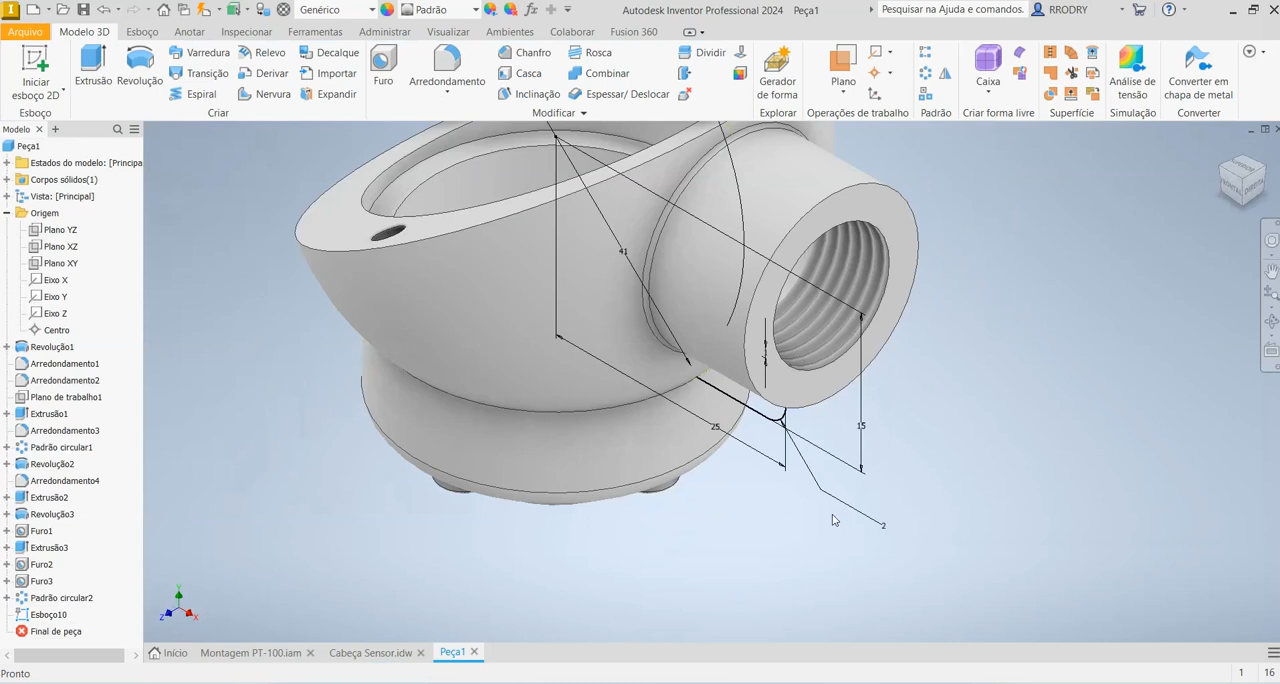 Genérico
Padrão
Autodesk Inventor Professional 2024 Peça1
Pesquisar na Ajuda e comandos.
RRODRY
Arquivo Modelo 3D Esboço Anotar Inspecionar Ferramentas Administrar Visualizar Ambientes Colaborar Fusion 360
Iniciar
esboço 2D
Extrusão
Revolução
Varredura
Relevo
Decalque
Transição
Derivar
Importar
Espiral
Nervura
Expandir
Furo
Arredondamento
Chanfro
Rosca
Dividir
Casca
Combinar
Inclinação
Espessar/ Deslocar
Gerador
de forma
Plano
Caixa
Análise de
tensão
Converter em
chapa de metal
Esboço
Criar
Modificar
Explorar
Operações de trabalho
Padrão
Criar forma livre
Superfície
Simulação
Converter
Modelo
Peça1
Estados do modelo: [Principa
Corpos sólidos(1)
Vista: [Principal]
Origem
Plano YZ
Plano XZ
Plano XY
Eixo X
Eixo Y
Eixo Z
Centro
Revolução1
Arredondamento1
Arredondamento2
Plano de trabalho1
Extrusão1
Arredondamento3
Padrão circular1
Revolução2
Arredondamento4
Extrusão2
Revolução3
Furo1
Extrusão3
Furo2
Furo3
Padrão circular2
Esboço10
Final de peça
41
25
15
2
FRONTAL
DIREITA
Y
Z
X
Início
Montagem PT-100.iam
Cabeça Sensor.idw
Peça1
Pronto
1
16